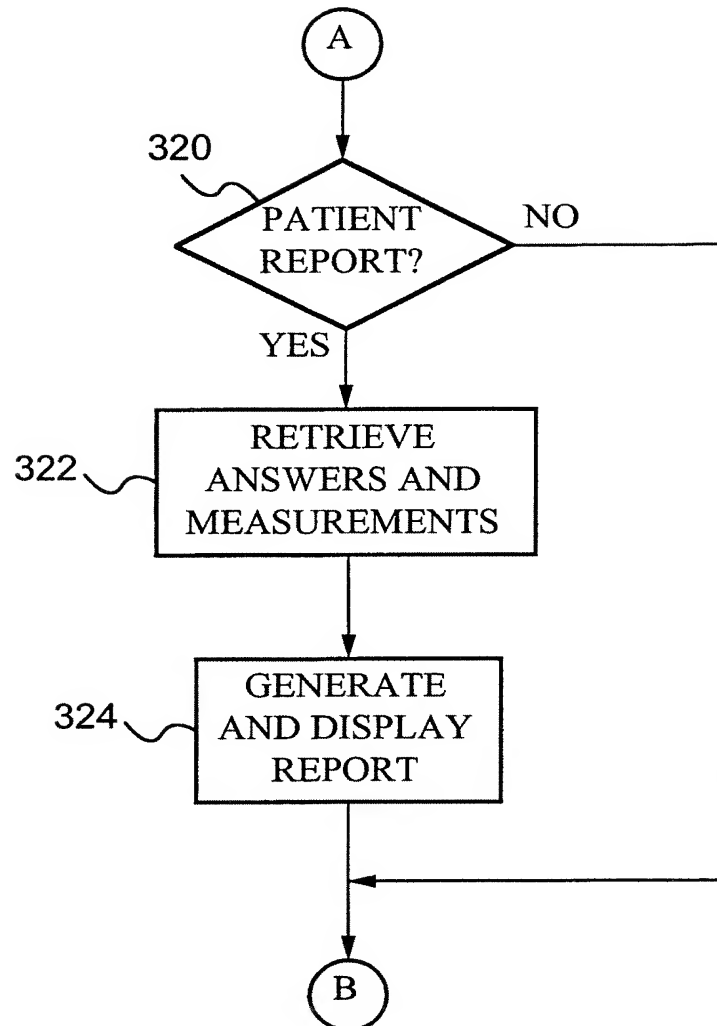 A
320
PATIENT
REPORT?
NO
YES
322
RETRIEVE
ANSWERS AND
MEASUREMENTS
324
GENERATE
AND DISPLAY
REPORT
B